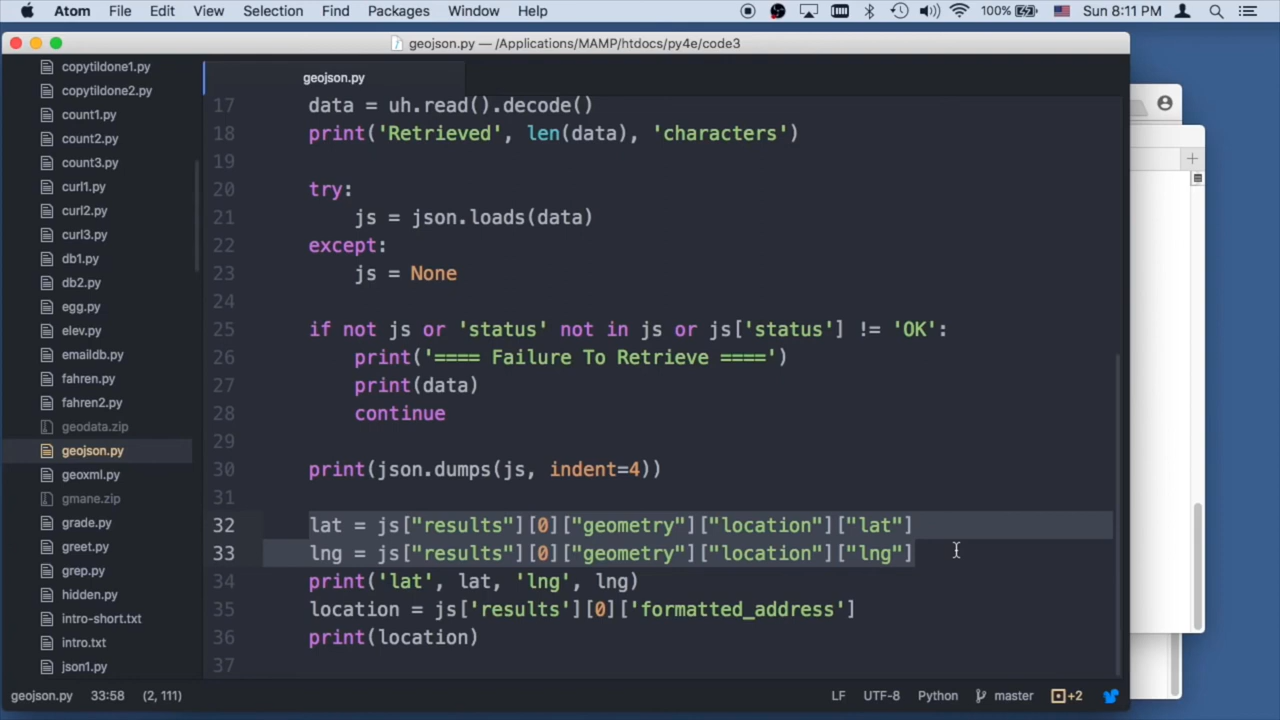 Atom File Edit View Selection Find Packages Window Help 100% Sun 8:11 PM
geojson.py — /Applications/MAMP/htdocs/py4e/code3
geojson.py
copytildone1.py
copytildone2.py
count1.py
count2.py
count3.py
curl1.py
curl2.py
curl3.py
db1.py
db2.py
egg.py
elev.py
emaildb.py
fahren.py
fahren2.py
geodata.zip
geojson.py
geoxml.py
gmane.zip
grade.py
greet.py
grep.py
hidden.py
intro-short.txt
intro.txt
json1.py
17 data = uh.read().decode()
18 print('Retrieved', len(data), 'characters')
19
20 try:
21 js = json.loads(data)
22 except:
23 js = None
24
25 if not js or 'status' not in js or js['status'] != 'OK':
26 print('==== Failure To Retrieve ====')
27 print(data)
28 continue
29
30 print(json.dumps(js, indent=4))
31
32 lat = js["results"][0]["geometry"]["location"]["lat"]
33 lng = js["results"][0]["geometry"]["location"]["lng"]
34 print('lat', lat, 'lng', lng)
35 location = js['results'][0]['formatted_address']
36 print(location)
37
geojson.py 33:58 (2, 111) LF UTF-8 Python master +2